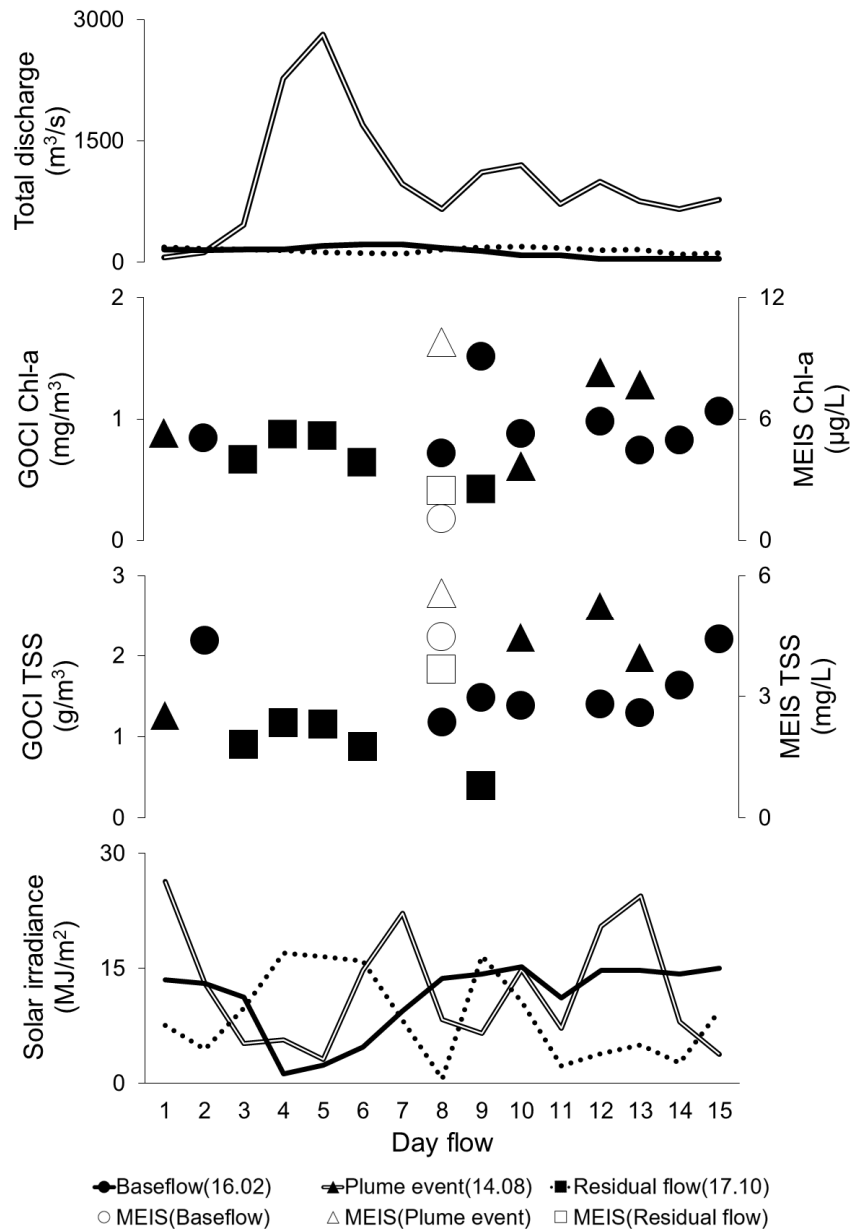 3000
1500
0
Total discharge
(m³/s)
2
1
0
GOCI Chl-a
(mg/m³)
12
6
0
MEIS Chl-a
(µg/L)
3
2
1
0
GOCI TSS
(g/m³)
6
3
0
MEIS TSS
(mg/L)
30
15
0
Solar irradiance
(MJ/m²)
1 2 3 4 5 6 7 8 9 10 11 12 13 14 15
Day flow
Baseflow(16.02) Plume event(14.08) Residual flow(17.10)
MEIS(Baseflow) MEIS(Plume event) MEIS(Residual flow)